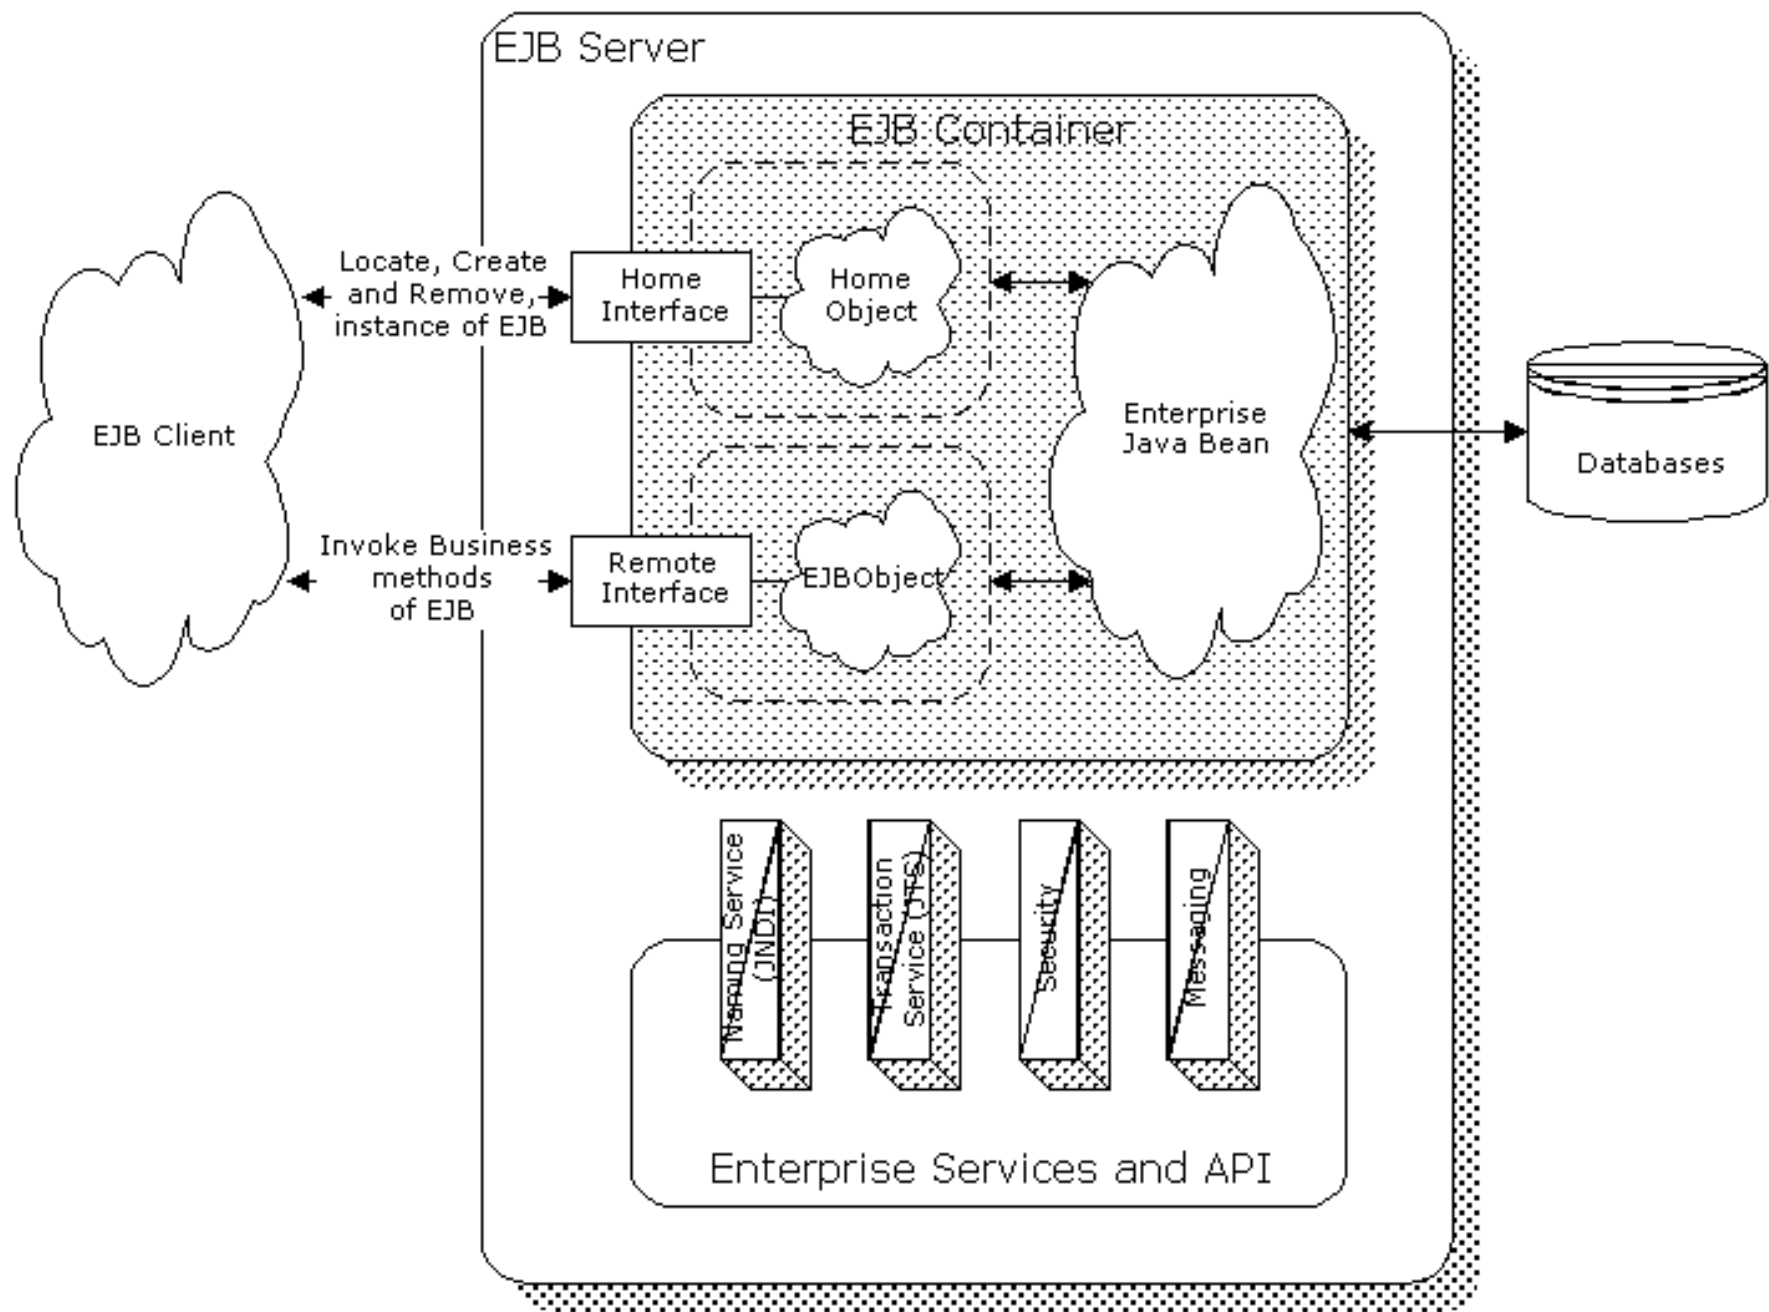 EJB Server
EJB Container
Locate, Create
and Remove,
instance of EJB
Home
Interface
Home
Object
EJB Client
Enterprise
Java Bean
Databases
Invoke Business
methods
of EJB
Remote
Interface
EJBObject
Naming Service
(JNDI)
Transaction
Service (JTS)
Security
Messaging
Enterprise Services and API